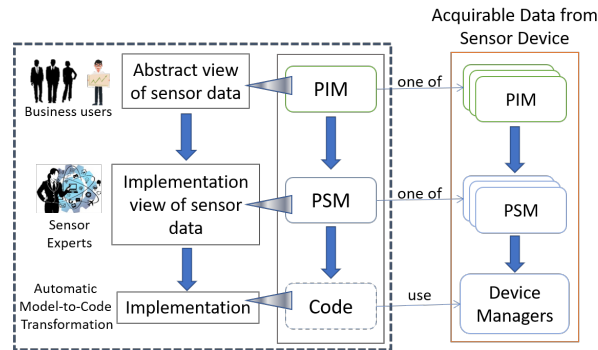 Acquirable Data from
Sensor Device
Business users
Abstract view
of sensor data
PIM
one of
PIM
Sensor
Experts
Implementation
view of sensor
data
PSM
one of
PSM
Automatic
Model-to-Code
Transformation
Implementation
Code
use
Device
Managers